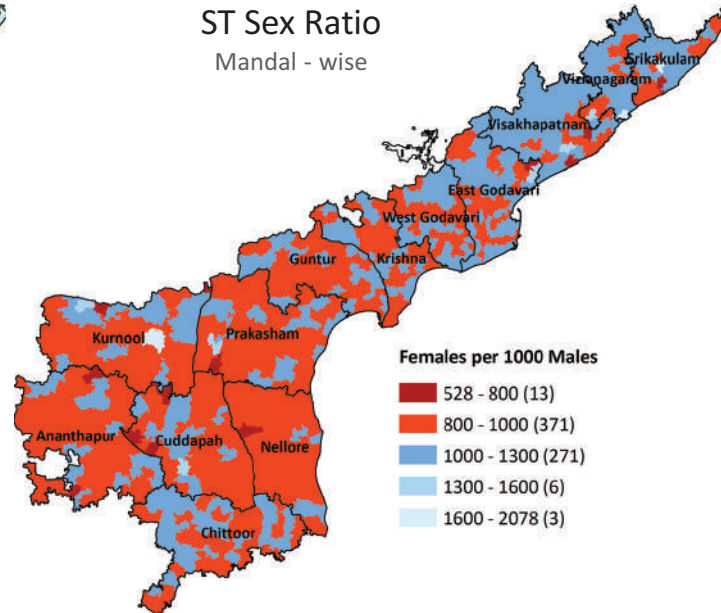 ST Sex Ratio
Mandal - wise
Srikakulam
Vizianagaram
Visakhapatnam
East Godavari
West Godavari
Krishna
Guntur
Prakasham
Kurnool
Ananthapur
Cuddapah
Nellore
Chittoor
Females per 1000 Males
528 - 800 (13)
800 - 1000 (371)
1000 - 1300 (271)
1300 - 1600 (6)
1600 - 2078 (3)